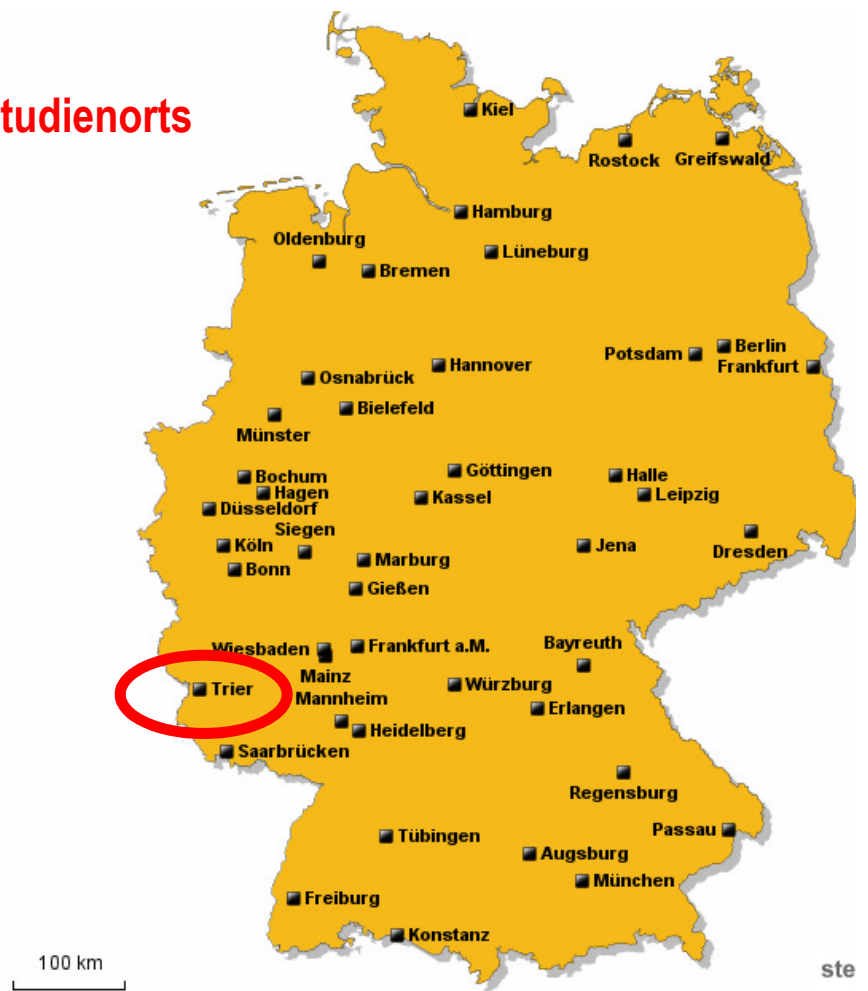 tudienorts
Kiel
Rostock
Greifswald
Hamburg
Oldenburg
Lüneburg
Bremen
Berlin
Potsdam
Hannover
Frankfurt
Osnabrück
Bielefeld
Münster
Göttingen
Halle
Bochum
Hagen
Leipzig
Kassel
Düsseldorf
Siegen
Köln
Jena
Dresden
Marburg
Bonn
Gießen
Wiesbaden
Frankfurt a.M.
Bayreuth
Mainz
Würzburg
Trier
Mannheim
Erlangen
Heidelberg
Saarbrücken
Regensburg
Passau
Tübingen
Augsburg
München
Freiburg
Konstanz
100 km
ste